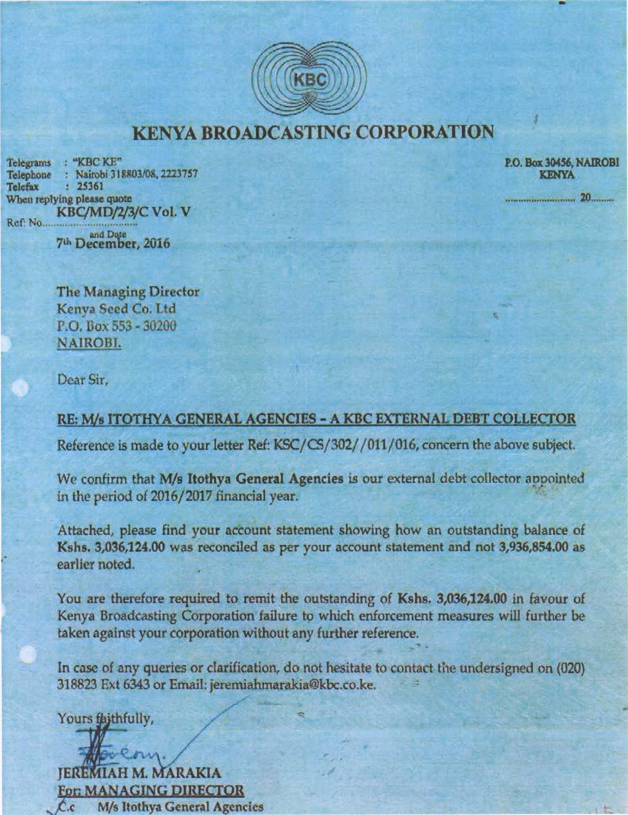 KBC
KENYA BROADCASTING CORPORATION
Telegrams : "KBC KE"
Telephone : Nairobi 318803/08, 2223757
Telefax : 25361
When replying please quote
KBC/MD/2/3/C Vol. V
Ref: No..............................
and Date
7th December, 2016
P.O. Box 30456, NAIROBI
KENYA
........................ 20........
The Managing Director
Kenya Seed Co. Ltd
P.O. Box 553 - 30200
NAIROBI.
Dear Sir,
RE: M/s ITOTHYA GENERAL AGENCIES – A KBC EXTERNAL DEBT COLLECTOR
Reference is made to your letter Ref: KSC/CS/302//011/016, concern the above subject.
We confirm that M/s Itothya General Agencies is our external debt collector appointed
in the period of 2016/2017 financial year.
Attached, please find your account statement showing how an outstanding balance of
Kshs. 3,036,124.00 was reconciled as per your account statement and not 3,936,854.00 as
earlier noted.
You are therefore required to remit the outstanding of Kshs. 3,036,124.00 in favour of
Kenya Broadcasting Corporation failure to which enforcement measures will further be
taken against your corporation without any further reference.
In case of any queries or clarification, do not hesitate to contact the undersigned on (020)
318823 Ext 6343 or Email: jeremiahmarakia@kbc.co.ke.
Yours faithfully,
JEREMIAH M. MARAKIA
For: MANAGING DIRECTOR
C.c M/s Itothya General Agencies